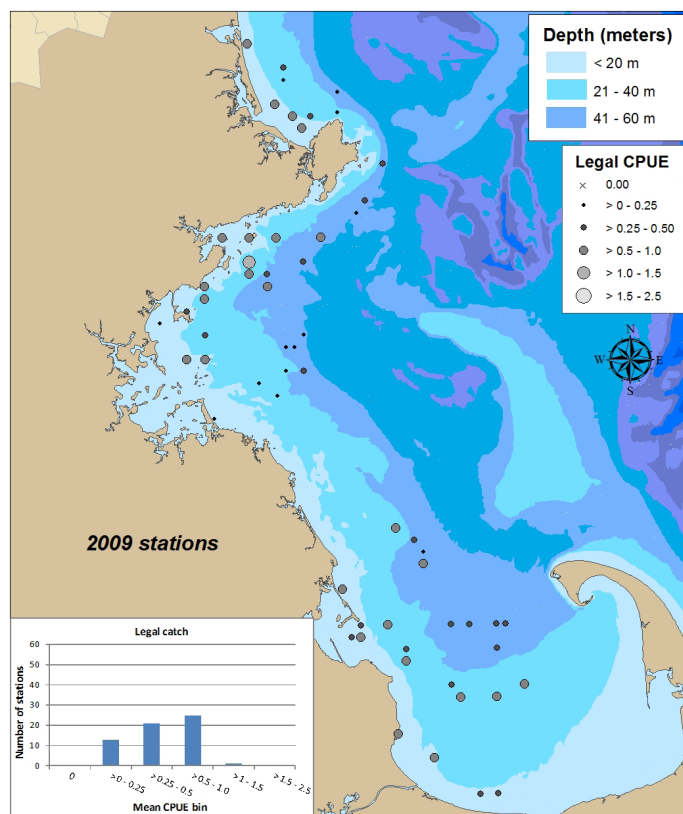 Depth (meters)
< 20 m
21 - 40 m
41 - 60 m
Legal CPUE
0.00
> 0 - 0.25
> 0.25 - 0.50
> 0.5 - 1.0
> 1.0 - 1.5
> 1.5 - 2.5
N
W E
S
2009 stations
Legal catch
Number of stations
60
50
40
30
20
10
0
0
> 0 - 0.25
> 0.25 - 0.5
> 0.5 - 1.0
> 1 - 1.5
> 1.5 - 2.5
Mean CPUE bin